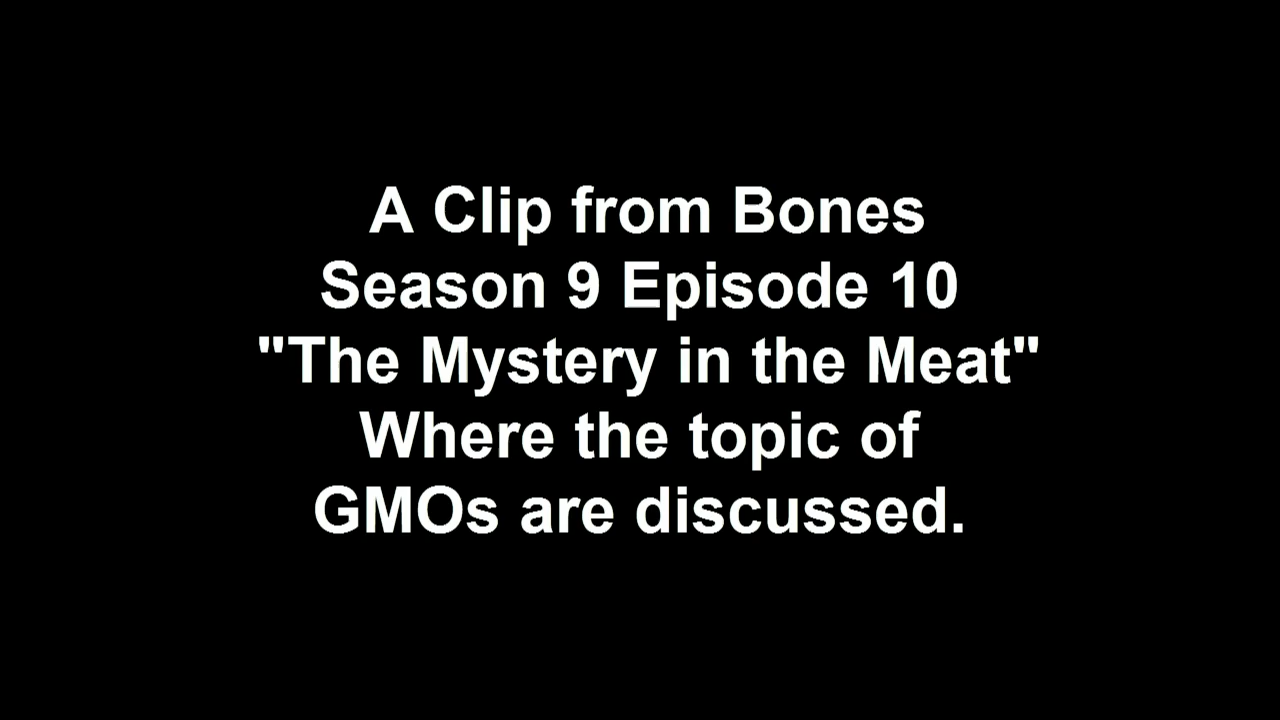 A Clip from Bones
Season 9 Episode 10
"The Mystery in the Meat"
Where the topic of
GMOs are discussed.